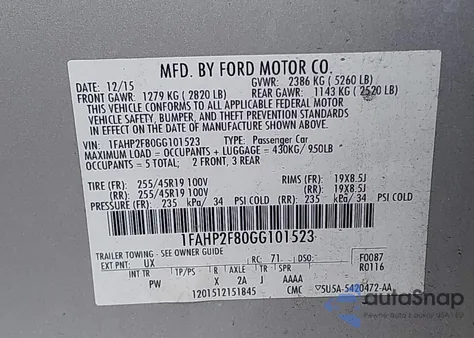 MFD. BY FORD MOTOR CO.
DATE: 12/15 GVWR: 2386 KG ( 5260 LB)
FRONT GAWR: 1279 KG ( 2820 LB) REAR GAWR: 1143 KG ( 2520 LB)
THIS VEHICLE CONFORMS TO ALL APPLICABLE FEDERAL MOTOR
VEHICLE SAFETY, BUMPER, AND THEFT PREVENTION STANDARDS
IN EFFECT ON THE DATE OF MANUFACTURE SHOWN ABOVE.
VIN: 1FAHP2F80GG101523 TYPE: Passenger Car
MAXIMUM LOAD = OCCUPANTS + LUGGAGE = 430KG/ 950LB
OCCUPANTS = 5 TOTAL, 2 FRONT, 3 REAR
TIRE (FR): 255/45R19 100V RIMS (FR): 19X8.5J
(RR): 255/45R19 100V (RR): 19X8.5J
PRESSURE (FR): 235 kPa/ 34 PSI COLD (RR): 235 kPa/ 34 PSI COLD
1FAHP2F80GG101523
TRAILER TOWING - SEE OWNER GUIDE
EXT PNT: UX RC: 71 DSO: F0087
INT TR TP/PS R AXLE TR SPR R0116
PW X 2A J AAAA
1201512151845 CMC 5U5A-5420472-AA
autoSnap